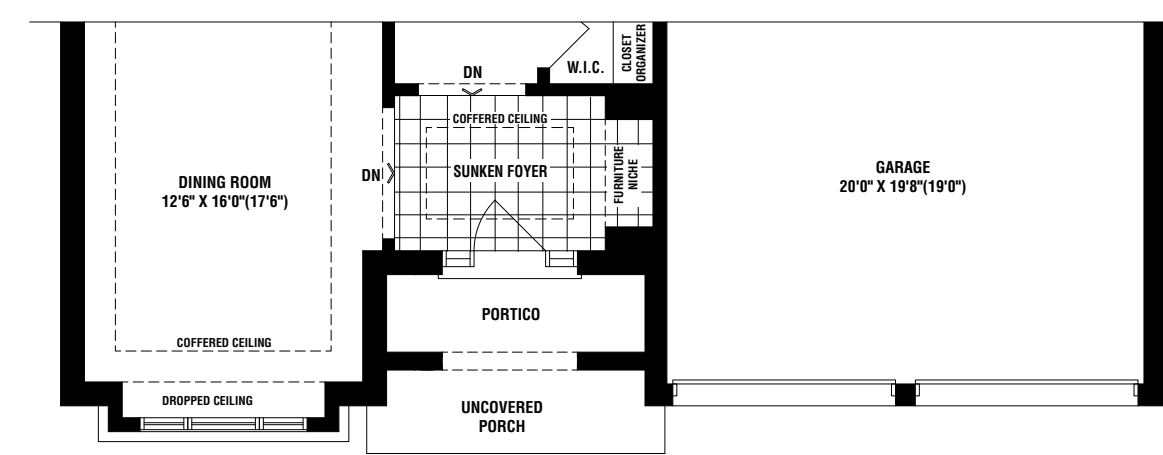 CLOSET
ORGANIZER
W.I.C.
DN
COFFERED CEILING
SUNKEN FOYER
FURNITURE
NICHE
DN
DINING ROOM
12'6" X 16'0"(17'6")
GARAGE
20'0" X 19'8"(19'0")
PORTICO
COFFERED CEILING
DROPPED CEILING
UNCOVERED
PORCH